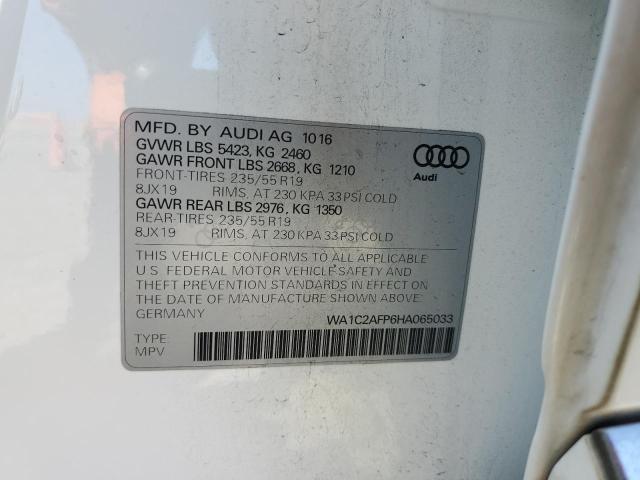 MFD. BY AUDI AG 10 16
GVWR LBS 5423, KG 2460
GAWR FRONT LBS 2668, KG 1210
FRONT-TIRES 235/55 R19
8JX19 RIMS, AT 230 KPA 33 PSI COLD
GAWR REAR LBS 2976, KG 1350
REAR-TIRES 235/55 R19
8JX19 RIMS, AT 230 KPA 33 PSI COLD
Audi
THIS VEHICLE CONFORMS TO ALL APPLICABLE
U.S. FEDERAL MOTOR VEHICLE SAFETY AND
THEFT PREVENTION STANDARDS IN EFFECT ON
THE DATE OF MANUFACTURE SHOWN ABOVE.
GERMANY WA1C2AFP6HA065033
TYPE:
MPV